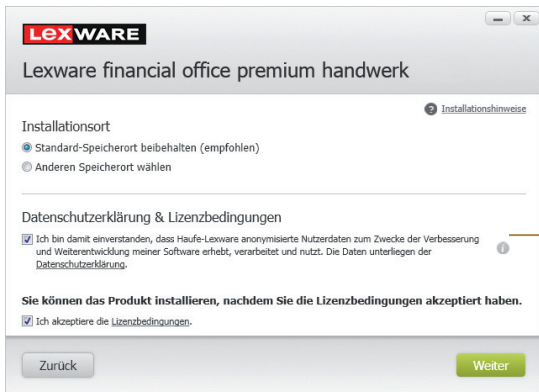 LEXWARE
Lexware financial office premium handwerk
Installationshinweise
Installationsort
Standard-Speicherort beibehalten (empfohlen)
Anderen Speicherort wählen
Datenschutzerklärung & Lizenzbedingungen
Ich bin damit einverstanden, dass Haufe-Lexware anonymisierte Nutzerdaten zum Zwecke der Verbesserung
und Weiterentwicklung meiner Software erhebt, verarbeitet und nutzt. Die Daten unterliegen der
Datenschutzerklärung.
Sie können das Produkt installieren, nachdem Sie die Lizenzbedingungen akzeptiert haben.
Ich akzeptiere die Lizenzbedingungen.
Zurück
Weiter